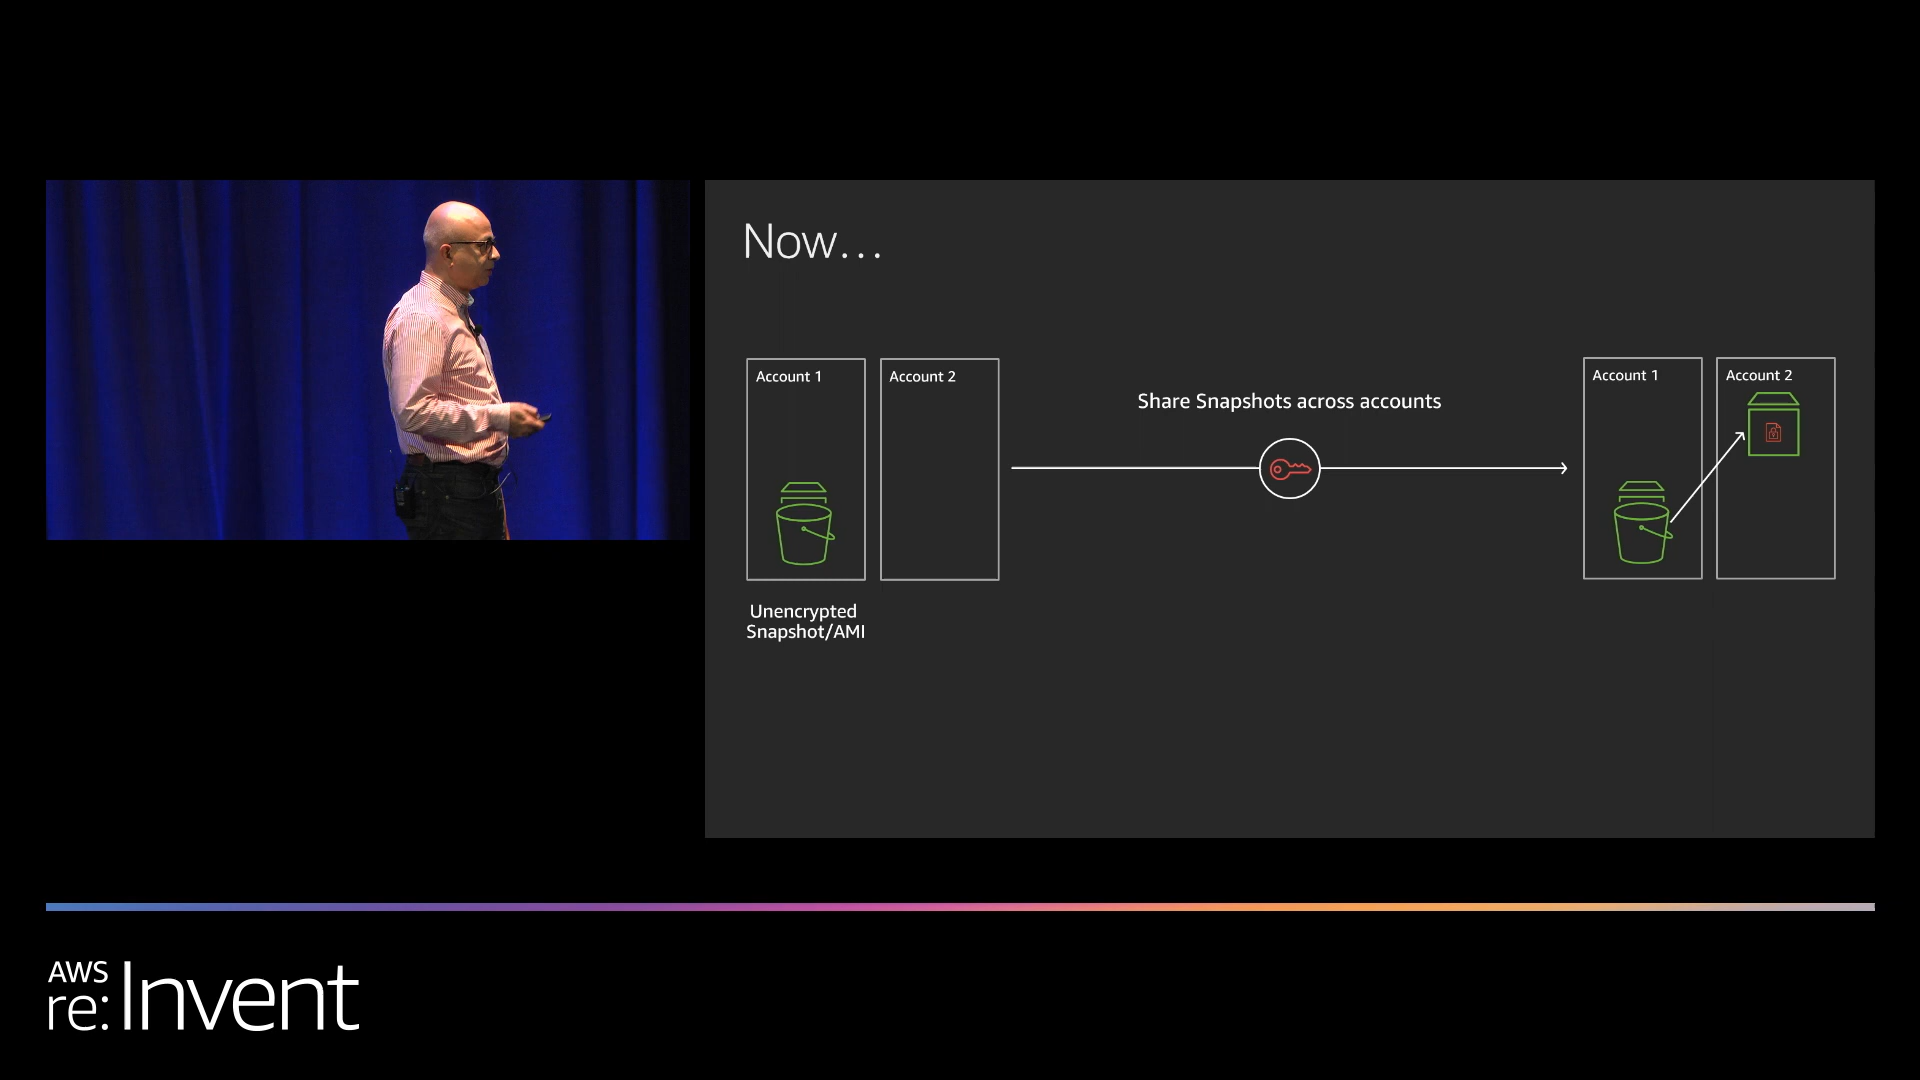 Now...
Account 1
Account 2
Share Snapshots across accounts
Account 1
Account 2
Unencrypted
Snapshot/AMI
AWS
re:Invent